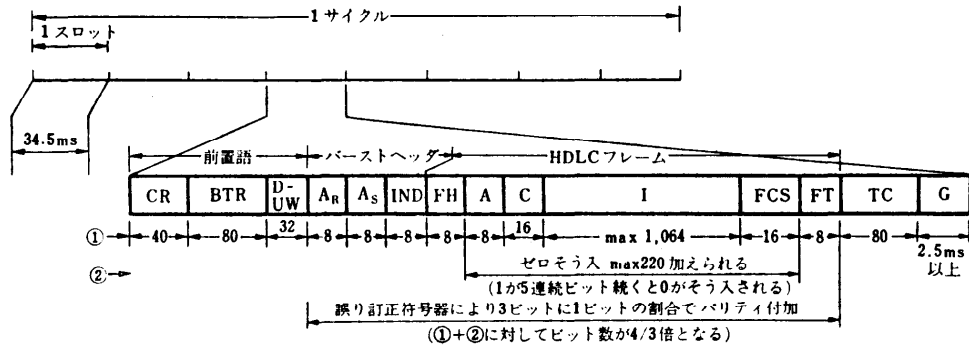 1サイクル
1スロット
34.5ms
前置語 バーストヘッダ HDLCフレーム
CR BTR D-UW AR AS IND FH A C I FCS FT TC G
① 40 80 32 8 8 8 8 8 16 max 1,064 16 8 80 2.5ms以上
② ゼロそう入 max220 加えられる
(1が5連続ビット続くと0がそう入される)
誤り訂正符号器により3ビットに1ビットの割合でパリティ付加
(①+②に対してビット数が4/3倍となる)